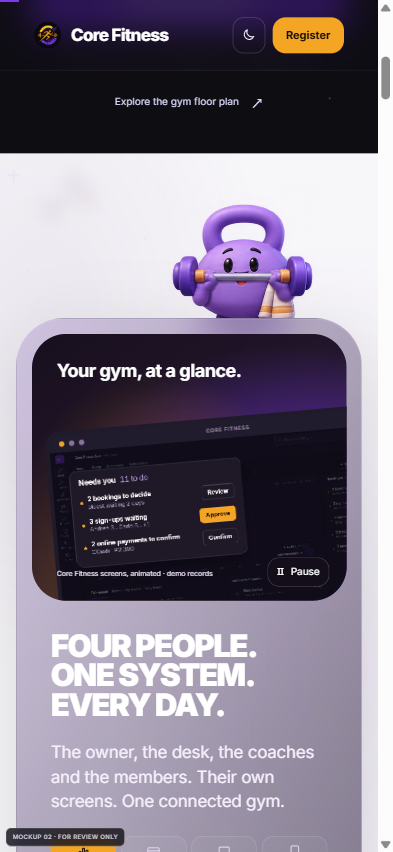 Core Fitness
Register
Explore the gym floor plan ↗
Your gym, at a glance.
CORE FITNESS
Needs you 11 to do
2 bookings to decide
Review
3 sign-ups waiting
Approve
2 online payments to confirm
Confirm
Core Fitness screens, animated · demo records
Pause
FOUR PEOPLE.
ONE SYSTEM.
EVERY DAY.
The owner, the desk, the coaches
and the members. Their own
screens. One connected gym.
MOCKUP 02 · FOR REVIEW ONLY